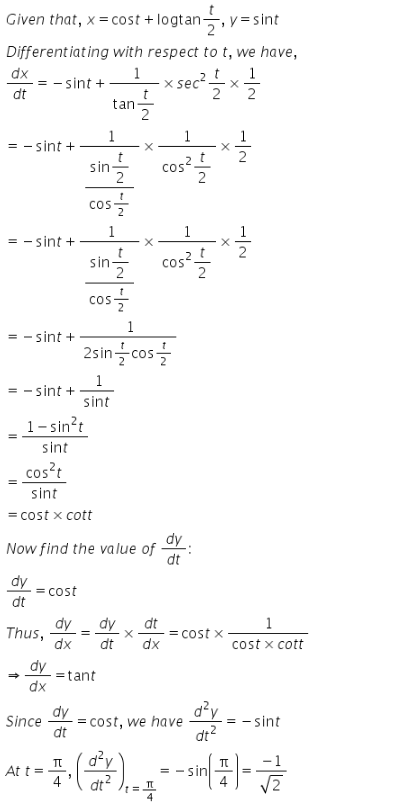 Given that, x = cost + logtan t/2, y = sint
Differentiating with respect to t, we have,
dx/dt = −sint + 1/(tan t/2) × sec² t/2 × 1/2
= −sint + 1/((sin t/2)/(cos t/2)) × 1/(cos² t/2) × 1/2
= −sint + 1/((sin t/2)/(cos t/2)) × 1/(cos² t/2) × 1/2
= −sint + 1/(2sin t/2 cos t/2)
= −sint + 1/sint
= (1−sin²t)/sint
= cos²t/sint
= cost × cott
Now find the value of dy/dt:
dy/dt = cost
Thus, dy/dx = dy/dt × dt/dx = cost × 1/(cost × cott)
⇒ dy/dx = tant
Since dy/dt = cost, we have d²y/dt² = −sint
At t = π/4, (d²y/dt²)t = π/4 = −sin(π/4) = −1/√2